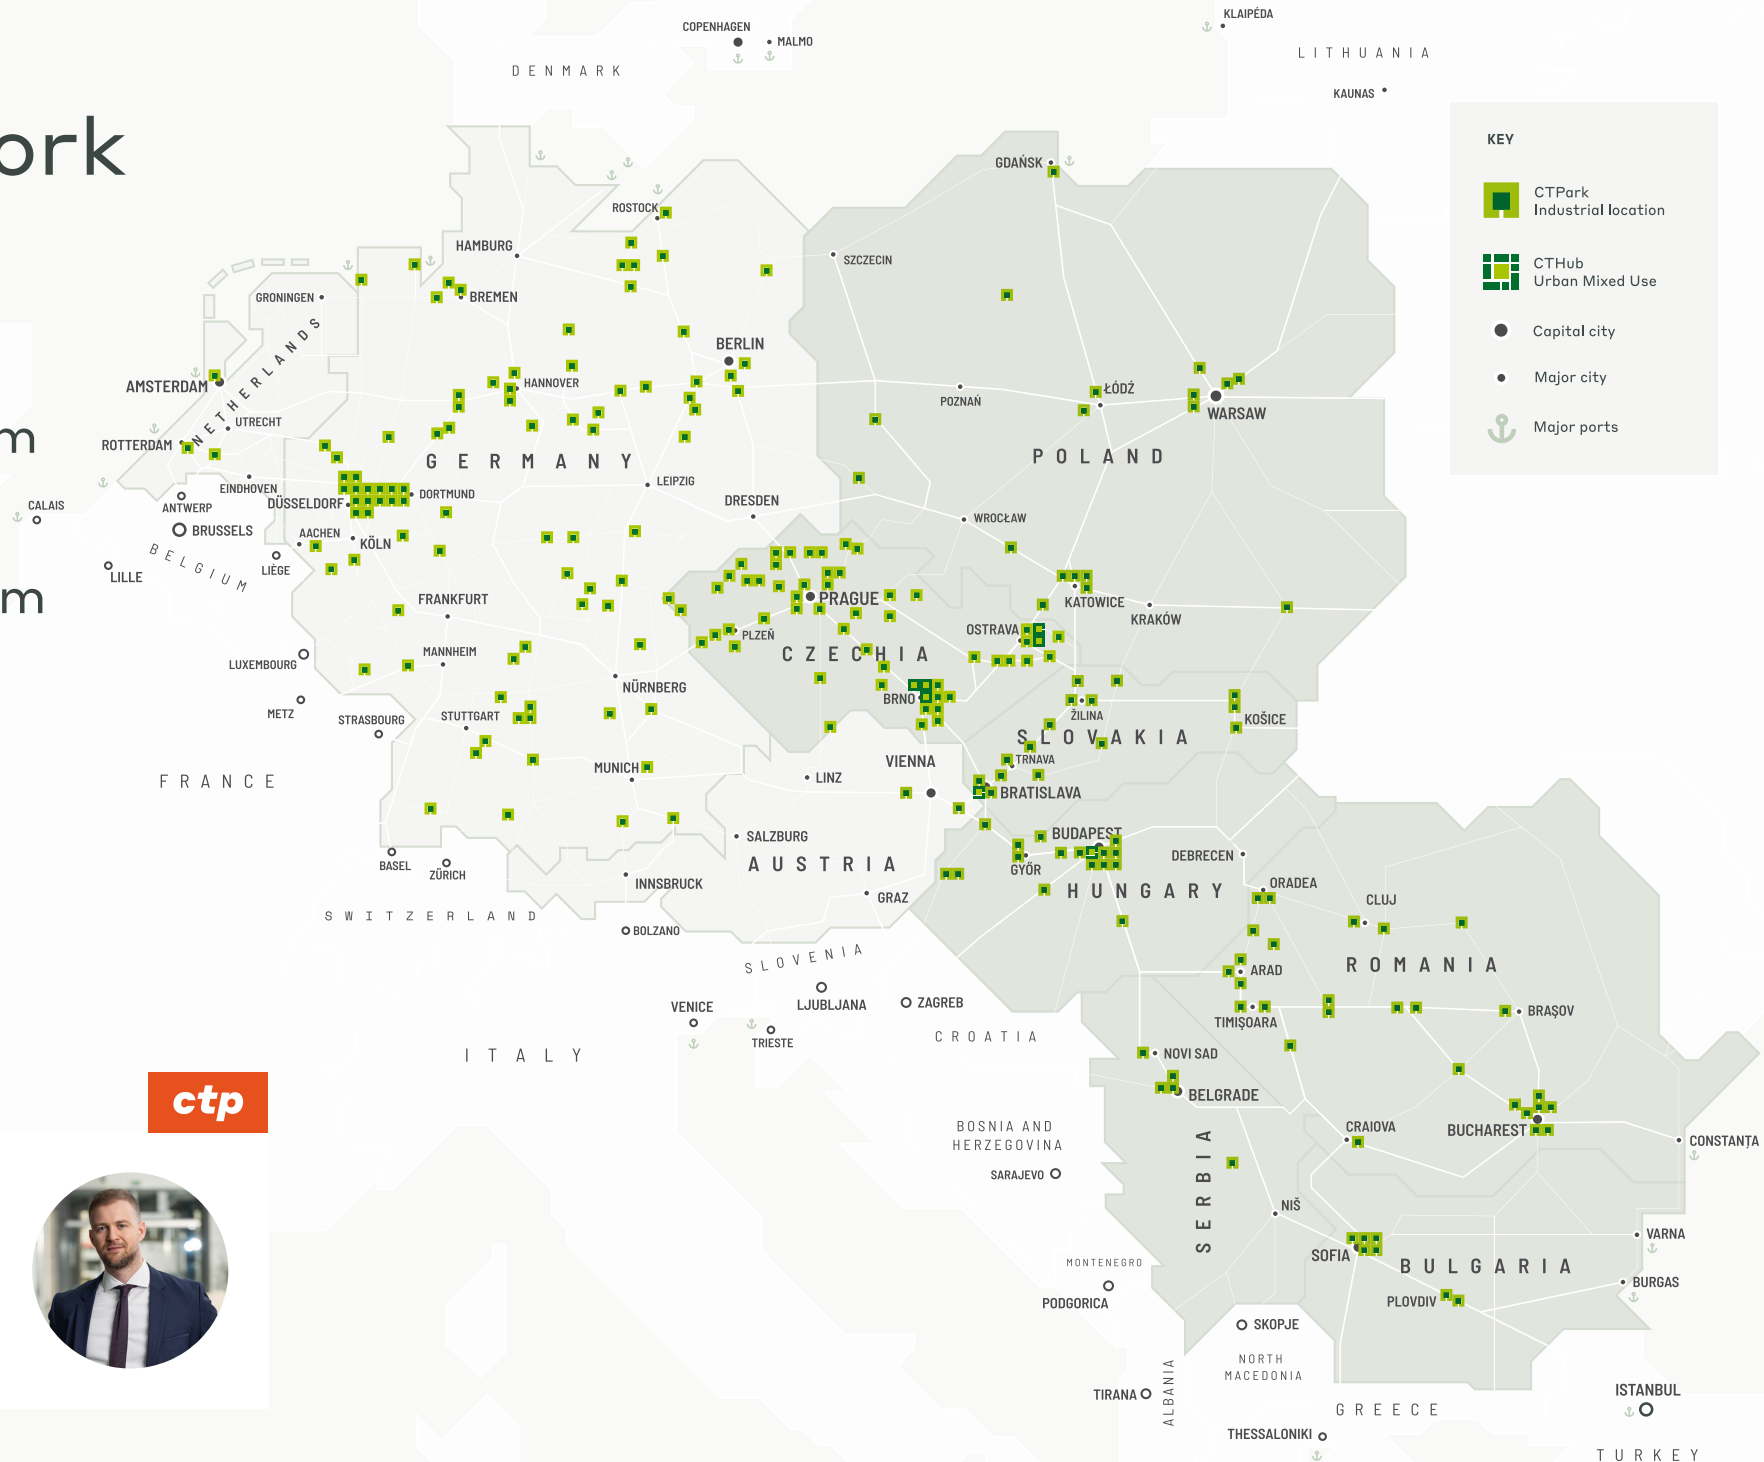 ork
m
m
KEY
CTPark
Industrial location
CTHub
Urban Mixed Use
Capital city
Major city
Major ports
COPENHAGEN
MALMO
DENMARK
KLAIPÉDA
LITHUANIA
KAUNAS
GDAŃSK
ROSTOCK
HAMBURG
SZCZECIN
GRONINGEN
BREMEN
NETHERLANDS
BERLIN
AMSTERDAM
HANNOVER
POZNAŃ
ŁÓDŹ
WARSAW
UTRECHT
ROTTERDAM
GERMANY
POLAND
EINDHOVEN
DÜSSELDORF
DORTMUND
LEIPZIG
DRESDEN
CALAIS
ANTWERP
BRUSSELS
AACHEN
KÖLN
WROCŁAW
BELGIUM
LIÈGE
LILLE
FRANKFURT
PRAGUE
KATOWICE
KRAKÓW
OSTRAVA
PLZEŇ
CZECHIA
LUXEMBOURG
MANNHEIM
NÜRNBERG
BRNO
METZ
STRASBOURG
STUTTGART
ŽILINA
KOŠICE
SLOVAKIA
VIENNA
TRNAVA
FRANCE
MUNICH
LINZ
BRATISLAVA
SALZBURG
BUDAPEST
AUSTRIA
BASEL
ZÜRICH
GYŐR
DEBRECEN
INNSBRUCK
GRAZ
HUNGARY
ORADEA
CLUJ
SWITZERLAND
BOLZANO
SLOVENIA
ARAD
ROMANIA
LJUBLJANA
ZAGREB
VENICE
TRIESTE
CROATIA
TIMIȘOARA
BRAȘOV
ITALY
NOVI SAD
BELGRADE
ctp
BOSNIA AND
HERZEGOVINA
SARAJEVO
CRAIOVA
BUCHAREST
CONSTANȚA
SERBIA
NIŠ
SOFIA
BULGARIA
VARNA
BURGAS
PLOVDIV
MONTENEGRO
PODGORICA
SKOPJE
NORTH
MACEDONIA
TIRANA
ALBANIA
GREECE
THESSALONIKI
ISTANBUL
TURKEY